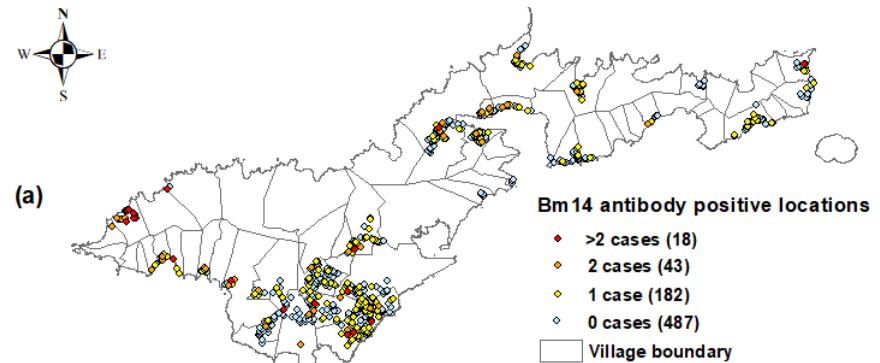 N
W E
S
(a)
Bm14 antibody positive locations
>2 cases (18)
2 cases (43)
1 case (182)
0 cases (487)
Village boundary